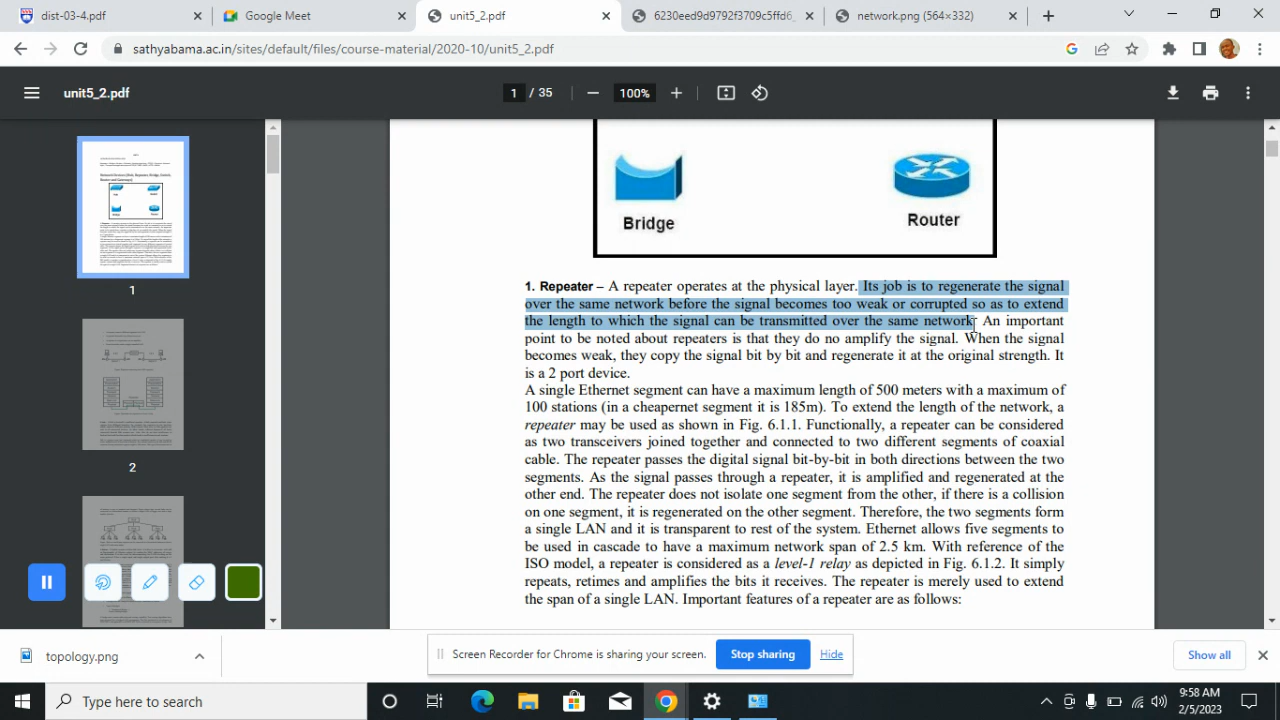 dist-03-4.pdf
Google Meet
unit5_2.pdf
6230eed9d9792f3709c5ffd6_
network.png (564×332)
sathyabama.ac.in/sites/default/files/course-material/2020-10/unit5_2.pdf
unit5_2.pdf
1 / 35
100%
1
2
Bridge
Router
1. Repeater – A repeater operates at the physical layer. Its job is to regenerate the signal
over the same network before the signal becomes too weak or corrupted so as to extend
the length to which the signal can be transmitted over the same network. An important
point to be noted about repeaters is that they do no amplify the signal. When the signal
becomes weak, they copy the signal bit by bit and regenerate it at the original strength. It
is a 2 port device.
A single Ethernet segment can have a maximum length of 500 meters with a maximum of
100 stations (in a cheapernet segment it is 185m). To extend the length of the network, a
repeater may be used as shown in Fig. 6.1.1. Functionally, a repeater can be considered
as two transceivers joined together and connected to two different segments of coaxial
cable. The repeater passes the digital signal bit-by-bit in both directions between the two
segments. As the signal passes through a repeater, it is amplified and regenerated at the
other end. The repeater does not isolate one segment from the other, if there is a collision
on one segment, it is regenerated on the other segment. Therefore, the two segments form
a single LAN and it is transparent to rest of the system. Ethernet allows five segments to
be used in cascade to have a maximum network span of 2.5 km. With reference of the
ISO model, a repeater is considered as a level-1 relay as depicted in Fig. 6.1.2. It simply
repeats, retimes and amplifies the bits it receives. The repeater is merely used to extend
the span of a single LAN. Important features of a repeater are as follows:
topology.png
Screen Recorder for Chrome is sharing your screen.
Stop sharing
Hide
Show all
Type here to search
9:58 AM
2/5/2023